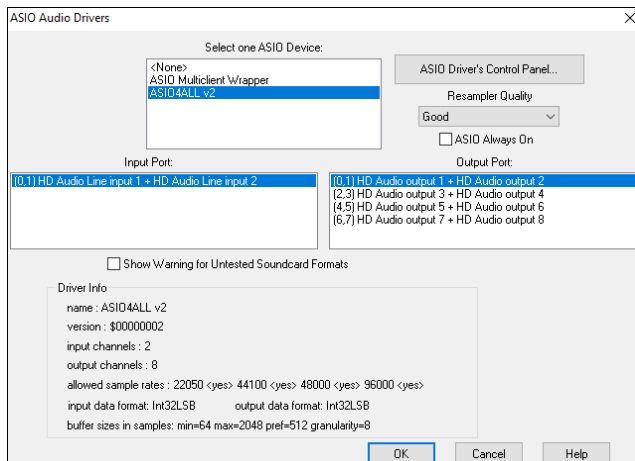 ASIO Audio Drivers
Select one ASIO Device:
<None>
ASIO Multiclient Wrapper
ASIO4ALL v2
ASIO Driver's Control Panel...
Resampler Quality
Good
ASIO Always On
Input Port:
(0,1) HD Audio Line input 1 + HD Audio Line input 2
Output Port:
(0,1) HD Audio output 1 + HD Audio output 2
(2,3) HD Audio output 3 + HD Audio output 4
(4,5) HD Audio output 5 + HD Audio output 6
(6,7) HD Audio output 7 + HD Audio output 8
Show Warning for Untested Soundcard Formats
Driver Info
name : ASIO4ALL v2
version : $00000002
input channels : 2
output channels : 8
allowed sample rates : 22050 <yes> 44100 <yes> 48000 <yes> 96000 <yes>
input data format: Int32LSB output data format: Int32LSB
buffer sizes in samples: min=64 max=2048 pref=512 granularity=8
OK
Cancel
Help